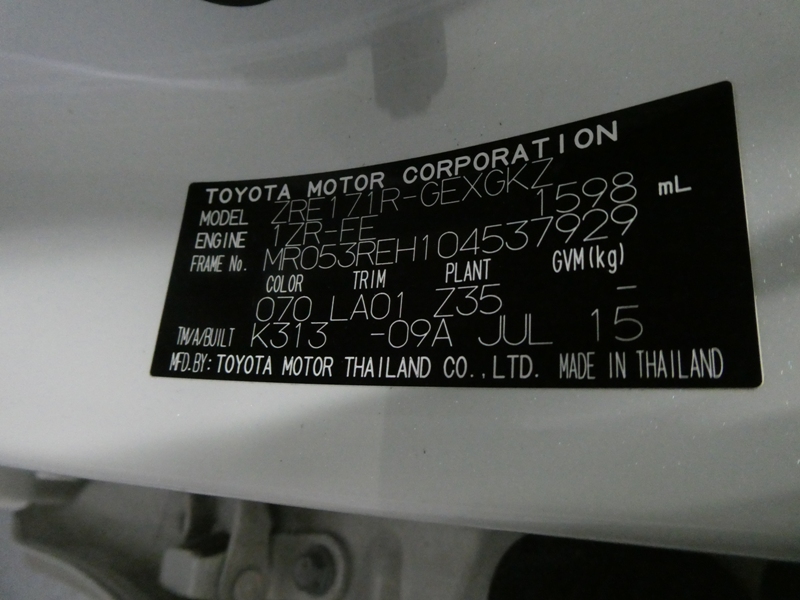 TOYOTA MOTOR CORPORATION
MODEL ZRE171R-GEXGKZ
ENGINE 1ZR-EE 1598 mL
FRAME No. MR053REH104537929
COLOR TRIM PLANT GVM(kg)
070 LA01 Z35 –
TM/A/BUILT K313 -09A JUL 15
MFD.BY: TOYOTA MOTOR THAILAND CO.,LTD. MADE IN THAILAND